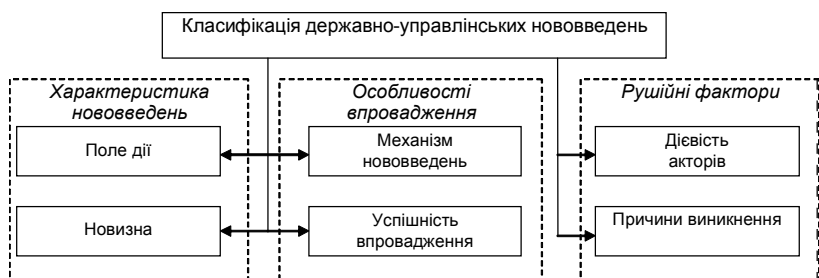 Класифікація державно-управлінських нововведень
Характеристика
нововведень
Поле дії
Новизна
Особливості
впровадження
Механізм
нововведень
Успішність
впровадження
Рушійні фактори
Дієвість
акторів
Причини виникнення